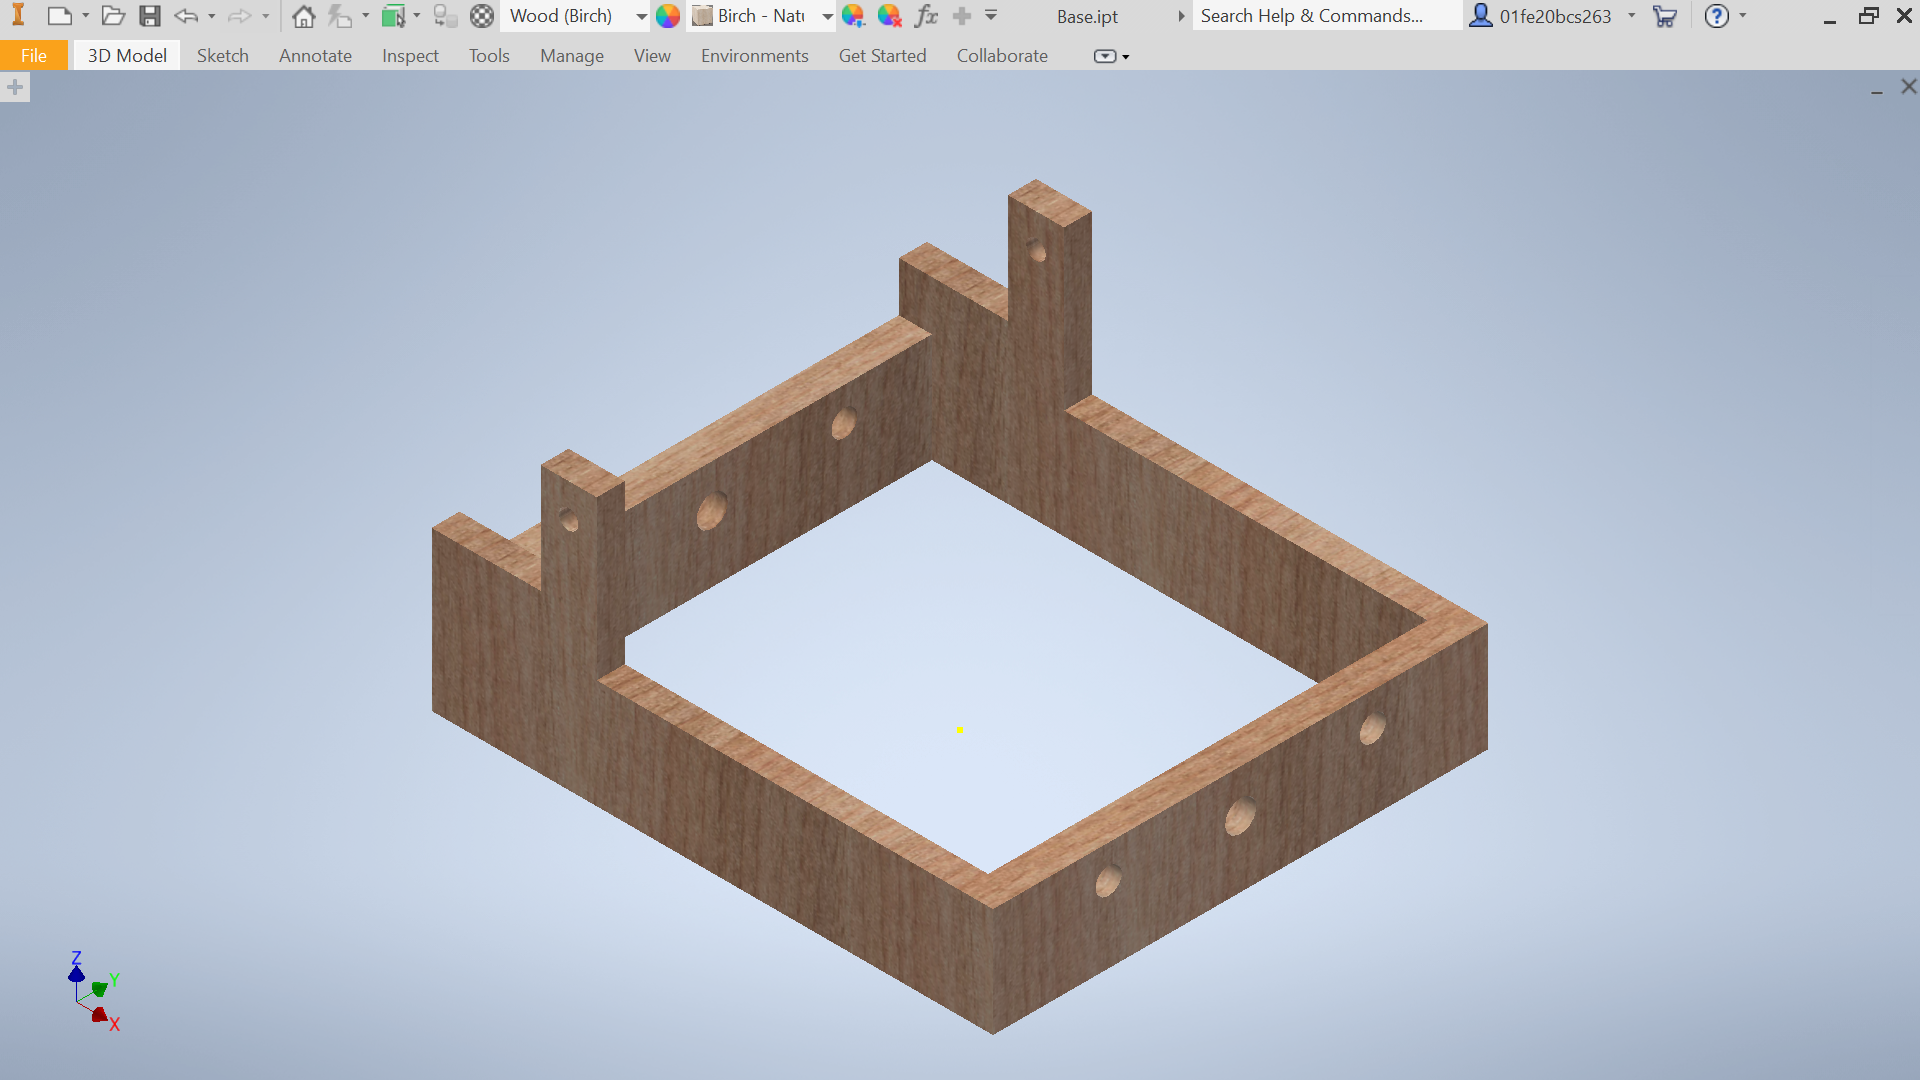 Wood (Birch)
Birch - Natu
fx
Base.ipt
Search Help & Commands...
01fe20bcs263
?
File
3D Model
Sketch
Annotate
Inspect
Tools
Manage
View
Environments
Get Started
Collaborate
Z
Y
X